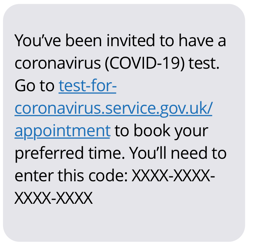 You've been invited to have a
coronavirus (COVID-19) test.
Go to test-for-
coronavirus.service.gov.uk/
appointment to book your
preferred time. You'll need to
enter this code: XXXX-XXXX-
XXXX-XXXX